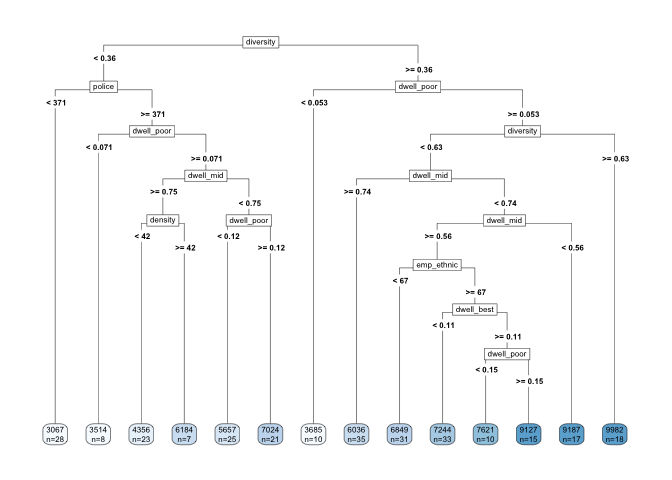 diversity
< 0.36
>= 0.36
police
dwell_poor
< 371
< 0.053
>= 371
>= 0.053
dwell_poor
diversity
< 0.071
< 0.63
>= 0.071
>= 0.63
dwell_mid
dwell_mid
>= 0.75
>= 0.74
< 0.75
< 0.74
density
dwell_poor
dwell_mid
< 42
< 0.12
>= 0.56
>= 42
>= 0.12
< 0.56
emp_ethnic
< 67
>= 67
dwell_best
< 0.11
>= 0.11
dwell_poor
< 0.15
>= 0.15
3067 3514 4356 6184 5657 7024 3685 6036 6849 7244 7621 9127 9187 9982
n=28 n=8 n=23 n=7 n=25 n=21 n=10 n=35 n=31 n=33 n=10 n=15 n=17 n=18